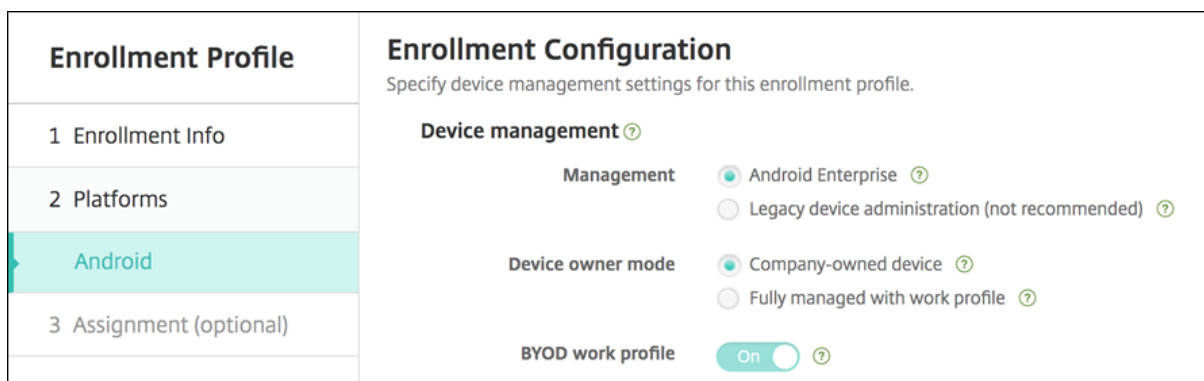 Enrollment Profile
1 Enrollment Info
2 Platforms
Android
3 Assignment (optional)
Enrollment Configuration
Specify device management settings for this enrollment profile.
Device management ?
Management
Android Enterprise ?
Legacy device administration (not recommended) ?
Device owner mode
Company-owned device ?
Fully managed with work profile ?
BYOD work profile
On ?